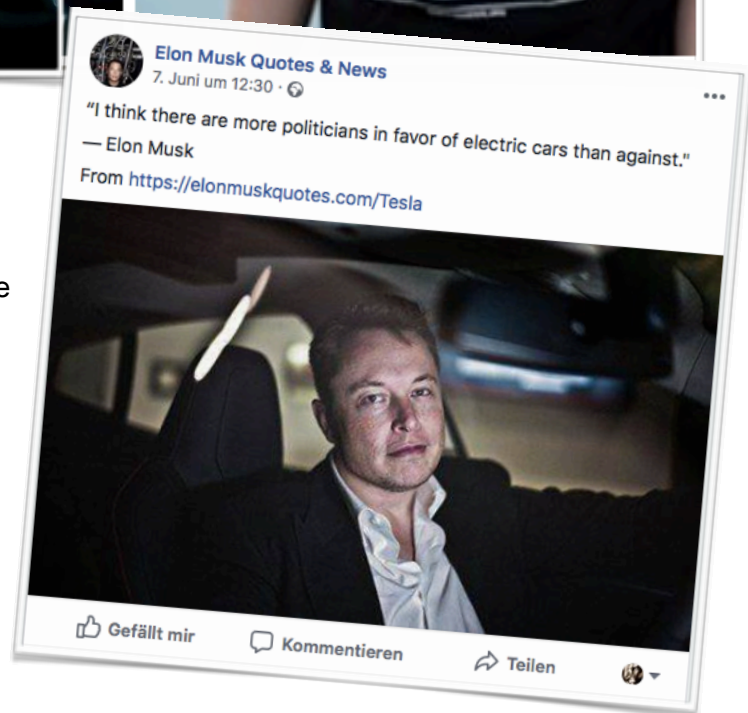 Elon Musk Quotes & News
7. Juni um 12:30 ·
“I think there are more politicians in favor of electric cars than against."
— Elon Musk
From https://elonmuskquotes.com/Tesla
e
Gefällt mir
Kommentieren
Teilen